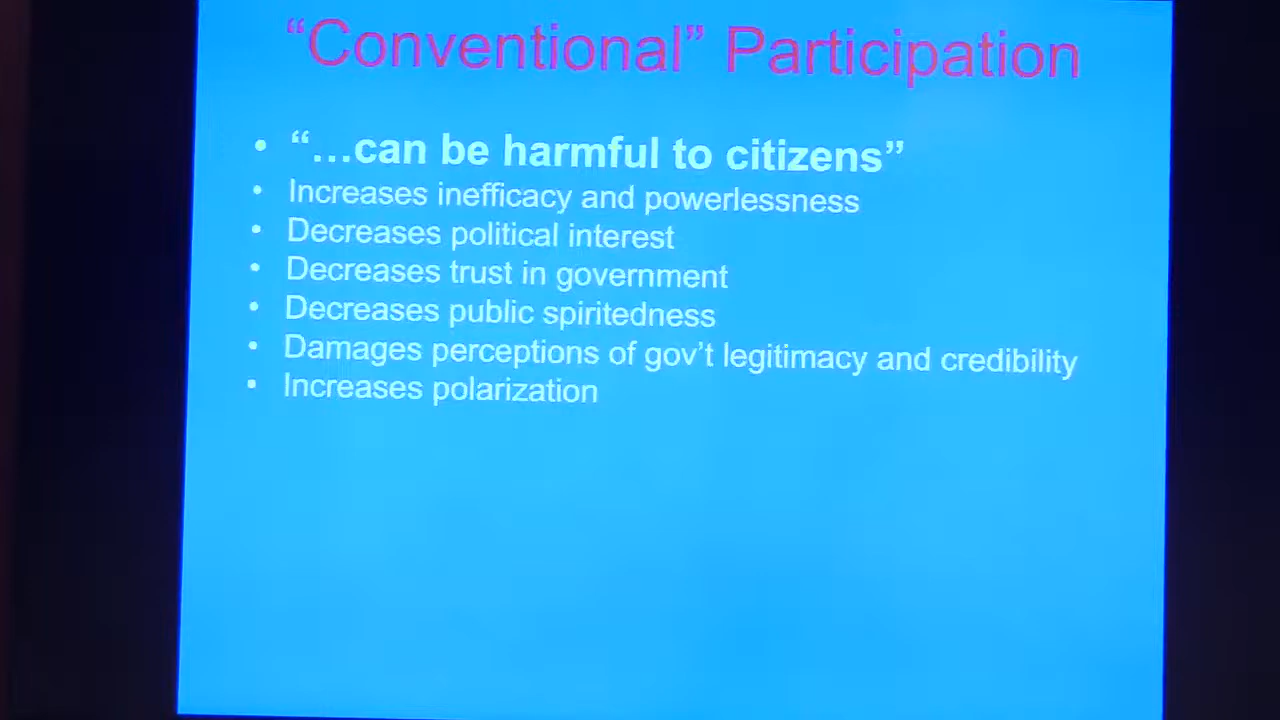 “Conventional” Participation
• “...can be harmful to citizens”
• Increases inefficacy and powerlessness
• Decreases political interest
• Decreases trust in government
• Decreases public spiritedness
• Damages perceptions of gov’t legitimacy and credibility
• Increases polarization